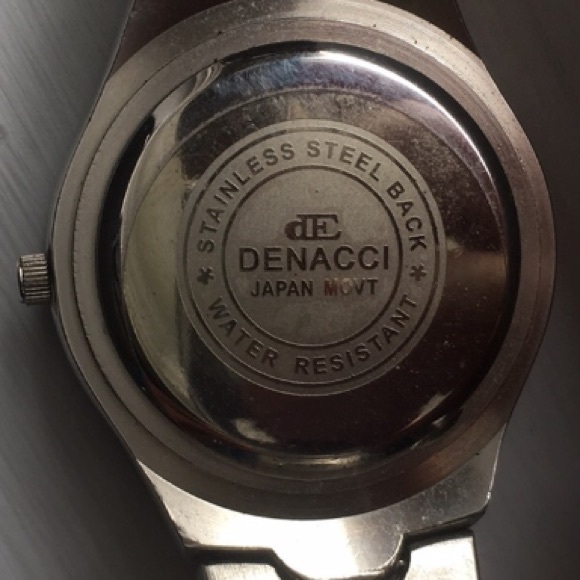 STAINLESS STEEL BACK
dE
DENACCI
JAPAN MOVT
* WATER RESISTANT *